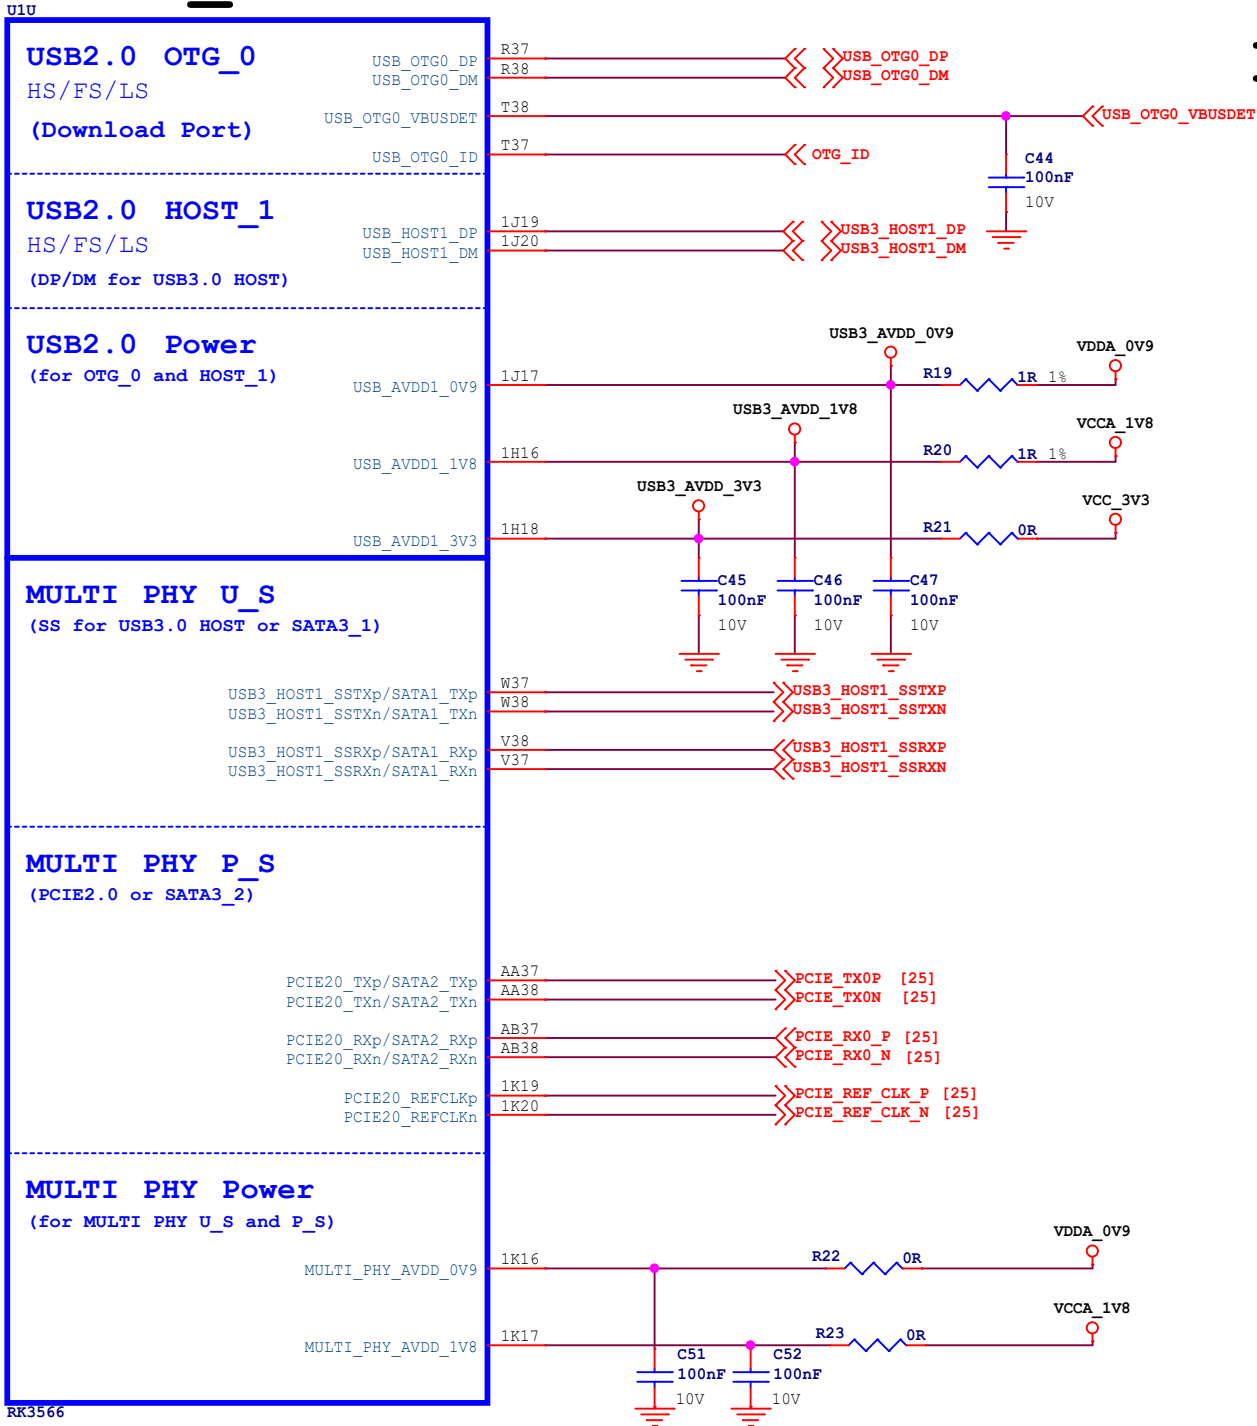 U1U
USB2.0 OTG_0
HS/FS/LS
(Download Port)
USB_OTG0_DP R37 USB_OTG0_DP
USB_OTG0_DM R38 USB_OTG0_DM
USB_OTG0_VBUSDET T38 USB_OTG0_VBUSDET
USB_OTG0_ID T37 OTG_ID
C44
100nF
10V
USB2.0 HOST_1
HS/FS/LS
(DP/DM for USB3.0 HOST)
USB_HOST1_DP 1J19 USB3_HOST1_DP
USB_HOST1_DM 1J20 USB3_HOST1_DM
USB2.0 Power
(for OTG_0 and HOST_1)
USB3_AVDD_0V9
VDDA_0V9
USB_AVDD1_0V9 1J17 R19 1R 1%
USB3_AVDD_1V8
VCCA_1V8
USB_AVDD1_1V8 1H16 R20 1R 1%
USB3_AVDD_3V3
VCC_3V3
USB_AVDD1_3V3 1H18 R21 0R
C45 C46 C47
100nF 100nF 100nF
10V 10V 10V
MULTI PHY U_S
(SS for USB3.0 HOST or SATA3_1)
USB3_HOST1_SSTXp/SATA1_TXp W37 USB3_HOST1_SSTXP
USB3_HOST1_SSTXn/SATA1_TXn W38 USB3_HOST1_SSTXN
USB3_HOST1_SSRXp/SATA1_RXp V38 USB3_HOST1_SSRXP
USB3_HOST1_SSRXn/SATA1_RXn V37 USB3_HOST1_SSRXN
MULTI PHY P_S
(PCIE2.0 or SATA3_2)
PCIE20_TXp/SATA2_TXp AA37 PCIE_TX0P [25]
PCIE20_TXn/SATA2_TXn AA38 PCIE_TX0N [25]
PCIE20_RXp/SATA2_RXp AB37 PCIE_RX0_P [25]
PCIE20_RXn/SATA2_RXn AB38 PCIE_RX0_N [25]
PCIE20_REFCLKp 1K19 PCIE_REF_CLK_P [25]
PCIE20_REFCLKn 1K20 PCIE_REF_CLK_N [25]
MULTI PHY Power
(for MULTI PHY U_S and P_S)
VDDA_0V9
MULTI_PHY_AVDD_0V9 1K16 R22 0R
VCCA_1V8
MULTI_PHY_AVDD_1V8 1K17 R23 0R
C51 C52
100nF 100nF
10V 10V
RK3566